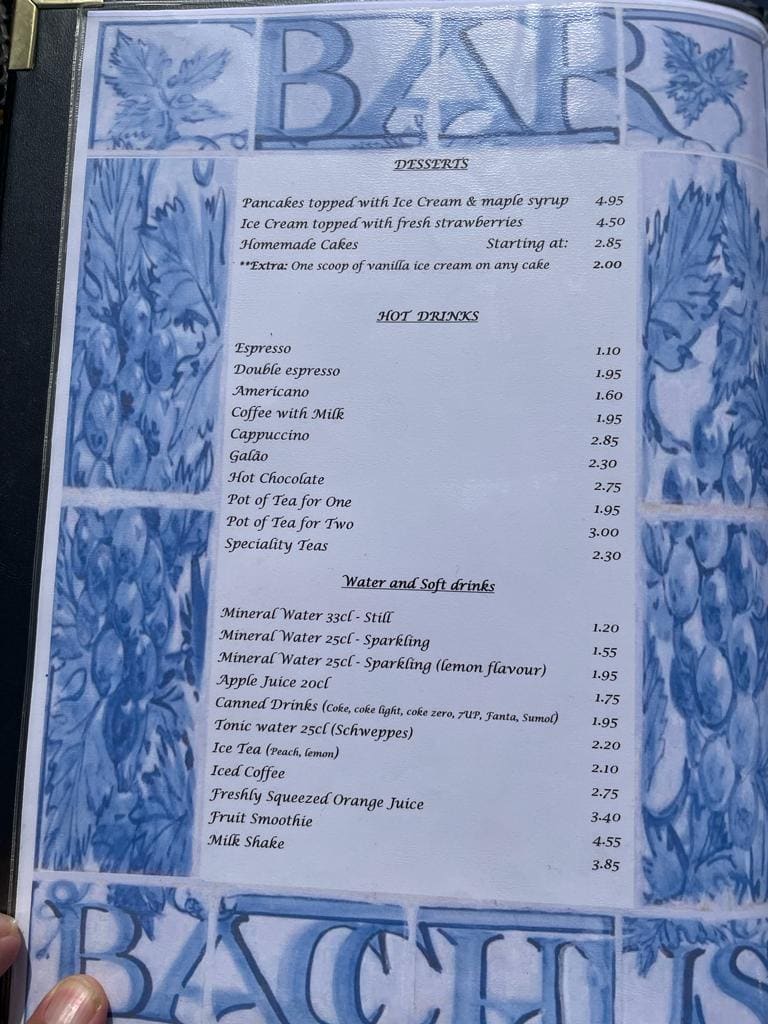 BAR
DESSERTS
Pancakes topped with Ice Cream & maple syrup 4.95
Ice Cream topped with fresh strawberries 4.50
Homemade Cakes Starting at: 2.85
**Extra: One scoop of vanilla ice cream on any cake 2.00
HOT DRINKS
Espresso 1.10
Double espresso 1.95
Americano 1.60
Coffee with Milk 1.95
Cappuccino 2.85
Galão 2.30
Hot Chocolate 2.75
Pot of Tea for One 1.95
Pot of Tea for Two 3.00
Speciality Teas 2.30
Water and Soft drinks
Mineral Water 33cl - Still 1.20
Mineral Water 25cl - Sparkling 1.55
Mineral Water 25cl - Sparkling (lemon flavour) 1.95
Apple Juice 20cl 1.75
Canned Drinks (Coke, coke light, coke zero, 7UP, Fanta, Sumol) 1.95
Tonic water 25cl (Schweppes) 2.20
Ice Tea (Peach, lemon) 2.10
Iced Coffee 2.75
Freshly Squeezed Orange Juice 3.40
Fruit Smoothie 4.55
Milk Shake 3.85
BACCHUS